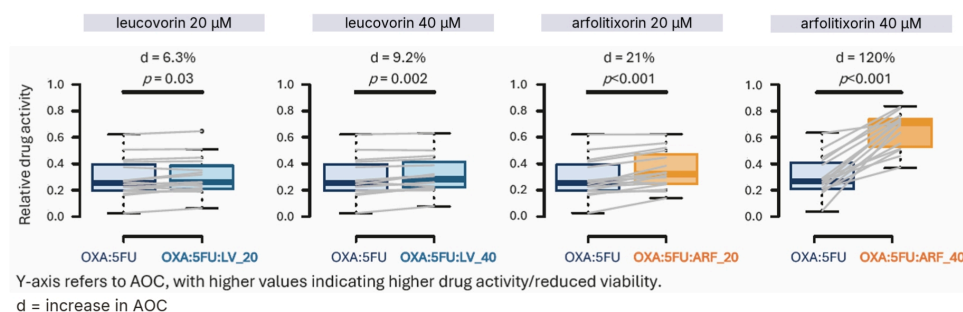 leucovorin 20 µM
leucovorin 40 µM
arfolitixorin 20 µM
arfolitixorin 40 µM
d = 6.3%
p = 0.03
d = 9.2%
p = 0.002
d = 21%
p<0.001
d = 120%
p<0.001
Relative drug activity
1.0
0.8
0.6
0.4
0.2
0.0
1.0
0.8
0.6
0.4
0.2
0.0
1.0
0.8
0.6
0.4
0.2
0.0
1.0
0.8
0.6
0.4
0.2
0.0
OXA:5FU OXA:5FU:LV_20
OXA:5FU OXA:5FU:LV_40
OXA:5FU OXA:5FU:ARF_20
OXA:5FU OXA:5FU:ARF_40
Y-axis refers to AOC, with higher values indicating higher drug activity/reduced viability.
d = increase in AOC